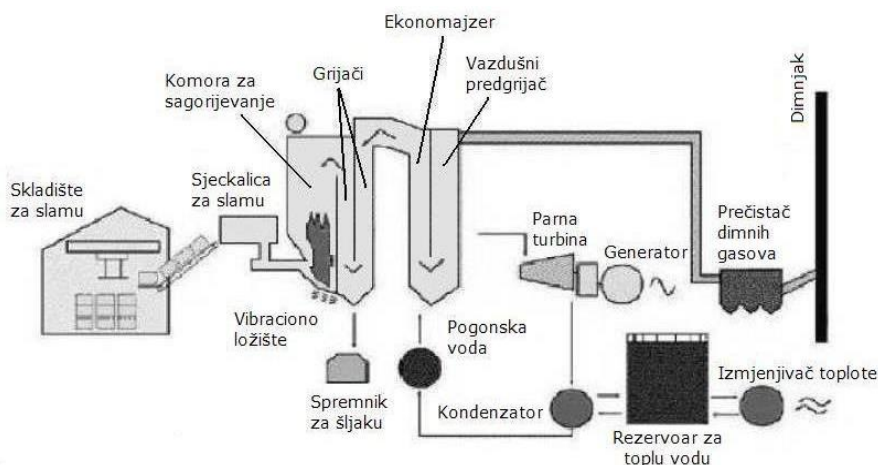 Ekonomajzer
Grijači
Vazdušni
predgrijač
Komora za
sagorijevanje
Dimnjak
Skladište
za slamu
Sjeckalica
za slamu
Parna
turbina
Generator
Prečistač
dimnih
gasova
Vibraciono
ložište
Pogonska
voda
Spremnik
za šljaku
Kondenzator
Izmjenjivač toplote
Rezervoar za
toplu vodu